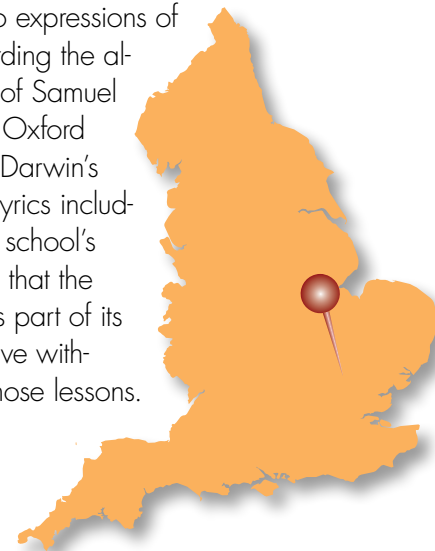 o expressions of
rding the al-
of Samuel
Oxford
Darwin's
yrics includ-
school's
that the
s part of its
ve with-
hose lessons.